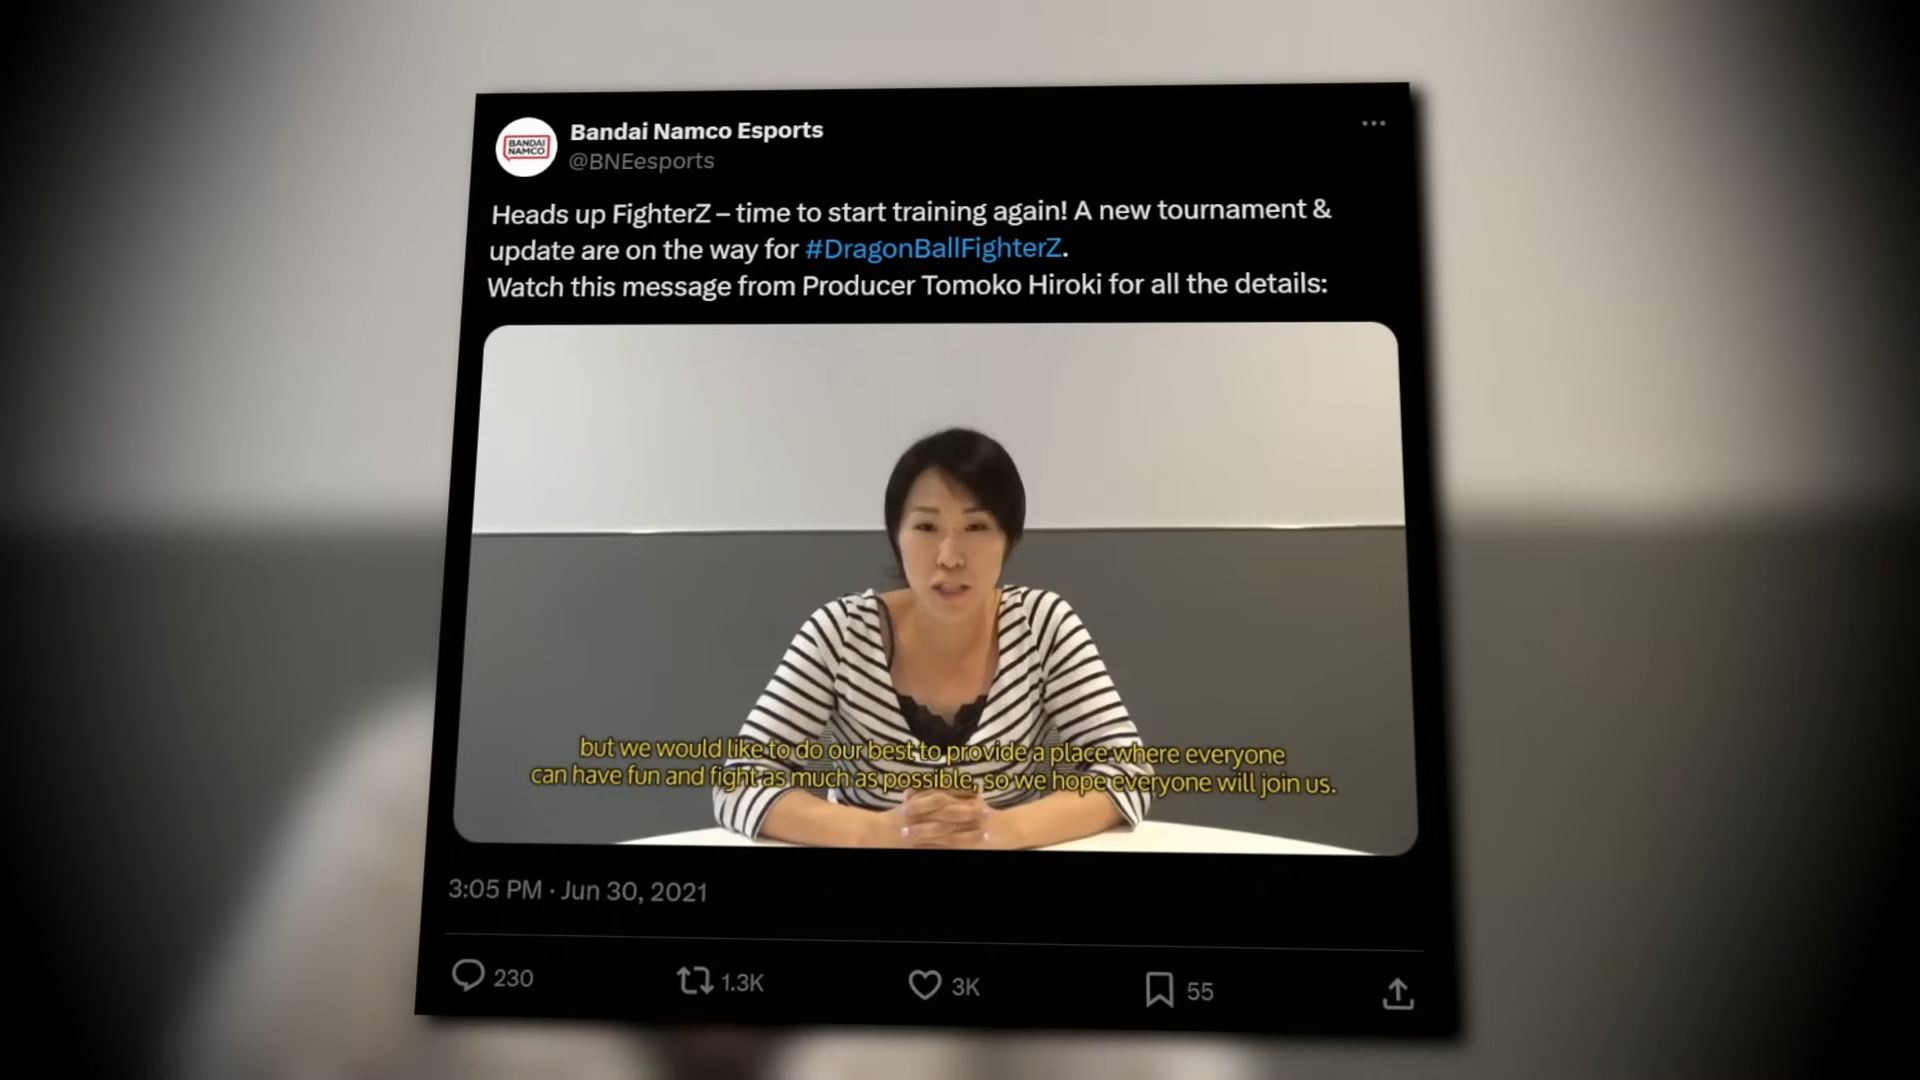 BANDAI
NAMCO
Bandai Namco Esports
@BNEesports
Heads up FighterZ – time to start training again! A new tournament &
update are on the way for #DragonBallFighterZ.
Watch this message from Producer Tomoko Hiroki for all the details:
but we would like to do our best to provide a place where everyone
can have fun and fight as much as possible, so we hope everyone will join us.
3:05 PM · Jun 30, 2021
230 1.3K 3K 55